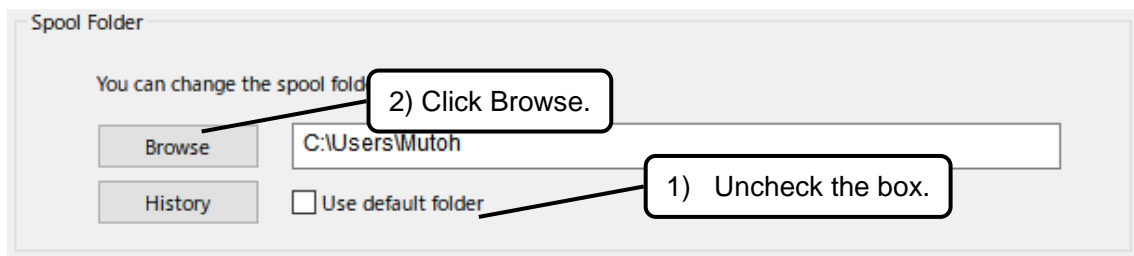 Spool Folder
You can change the spool fold
2) Click Browse.
Browse
C:\Users\Mutoh
1) Uncheck the box.
History
Use default folder